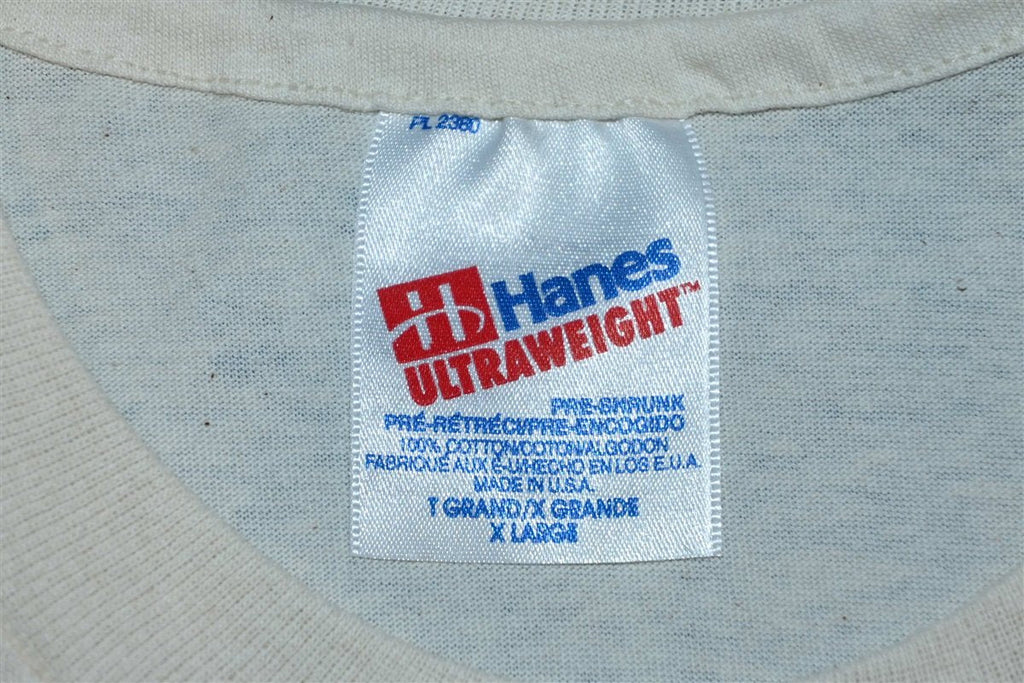 PL 2380
H Hanes
ULTRAWEIGHT™
PRE-SHRUNK
PRÉ-RÉTRÉCI/PRE-ENCOGIDO
100% COTTON/COTON/ALGODON
FABRIQUÉ AUX É-U/HECHO EN LOS E.U.A.
MADE IN U.S.A.
T GRAND/X GRANDE
X LARGE